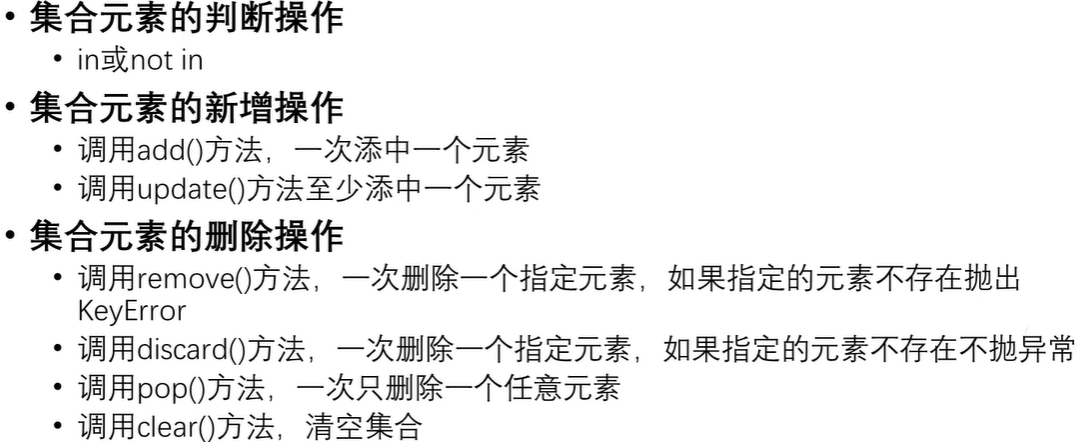 • 集合元素的判断操作
• in或not in
• 集合元素的新增操作
• 调用add()方法，一次添中一个元素
• 调用update()方法至少添中一个元素
• 集合元素的删除操作
• 调用remove()方法，一次删除一个指定元素，如果指定的元素不存在抛出
KeyError
• 调用discard()方法，一次删除一个指定元素，如果指定的元素不存在不抛异常
• 调用pop()方法，一次只删除一个任意元素
• 调用clear()方法，清空集合